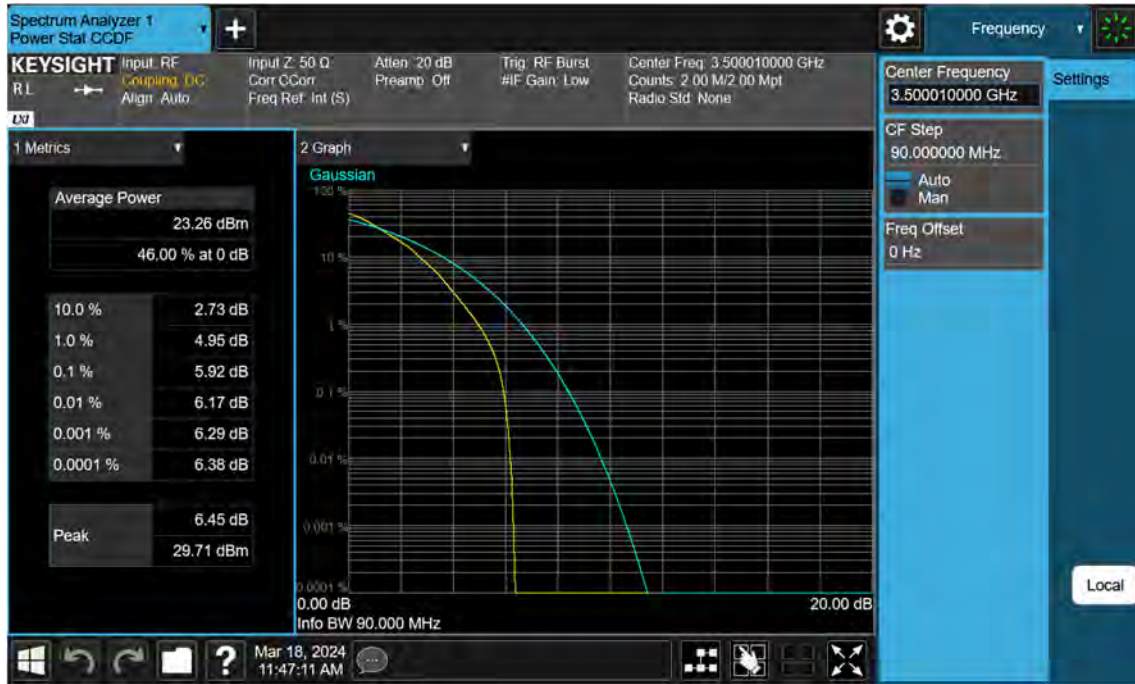 Spectrum Analyzer 1
Power Stat CCDF
+
Frequency
KEYSIGHT
RL
LXI
Input: RF
Coupling: DC
Align: Auto
Input Z: 50 Ω
Corr CCorr
Freq Ref: Int (S)
Atten: 20 dB
Preamp: Off
Trig: RF Burst
#IF Gain: Low
Center Freq: 3.500010000 GHz
Counts: 2.00 M/2.00 Mpt
Radio Std: None
Center Frequency
3.500010000 GHz
Settings
CF Step
90.000000 MHz
Auto
Man
Freq Offset
0 Hz
1 Metrics
Average Power
23.26 dBm
46.00 % at 0 dB
10.0 % 2.73 dB
1.0 % 4.95 dB
0.1 % 5.92 dB
0.01 % 6.17 dB
0.001 % 6.29 dB
0.0001 % 6.38 dB
Peak
6.45 dB
29.71 dBm
2 Graph
Gaussian
100 %
10 %
1 %
0.1 %
0.01 %
0.001 %
0.0001 %
0.00 dB 20.00 dB
Info BW 90.000 MHz
Local
?
Mar 18, 2024
11:47:11 AM